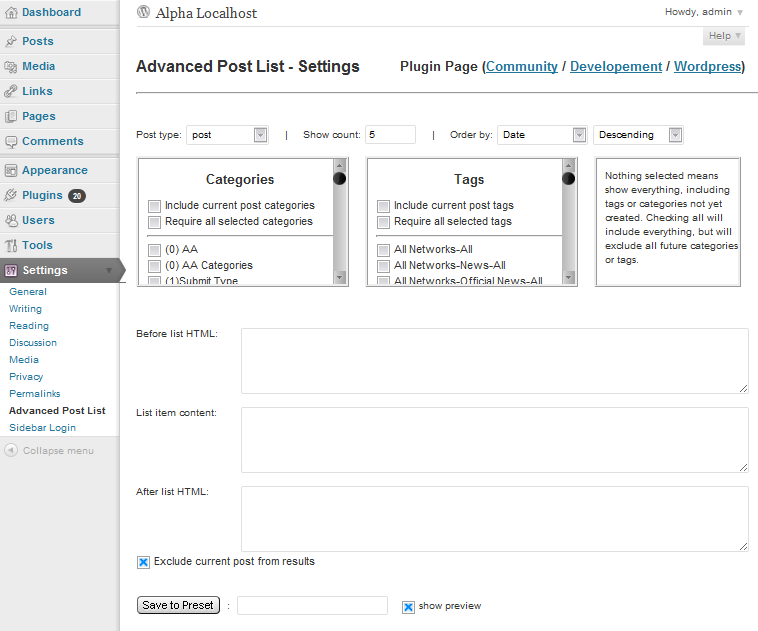 Dashboard
Posts
Media
Links
Pages
Comments
Appearance
Plugins 20
Users
Tools
Settings
General
Writing
Reading
Discussion
Media
Privacy
Permalinks
Advanced Post List
Sidebar Login
Collapse menu
Alpha Localhost
Howdy, admin
Help
Advanced Post List - Settings Plugin Page (Community / Developement / Wordpress)
Post type: post | Show count: 5 | Order by: Date Descending
Categories
Include current post categories
Require all selected categories
(0) AA
(0) AA Categories
(1)Submit Type
Tags
Include current post tags
Require all selected tags
All Networks-All
All Networks-News-All
All Networks-Official News-All
Nothing selected means
show everything, including
tags or categories not yet
created. Checking all will
include everything, but will
exclude all future categories
or tags.
Before list HTML:
List item content:
After list HTML:
Exclude current post from results
Save to Preset : show preview